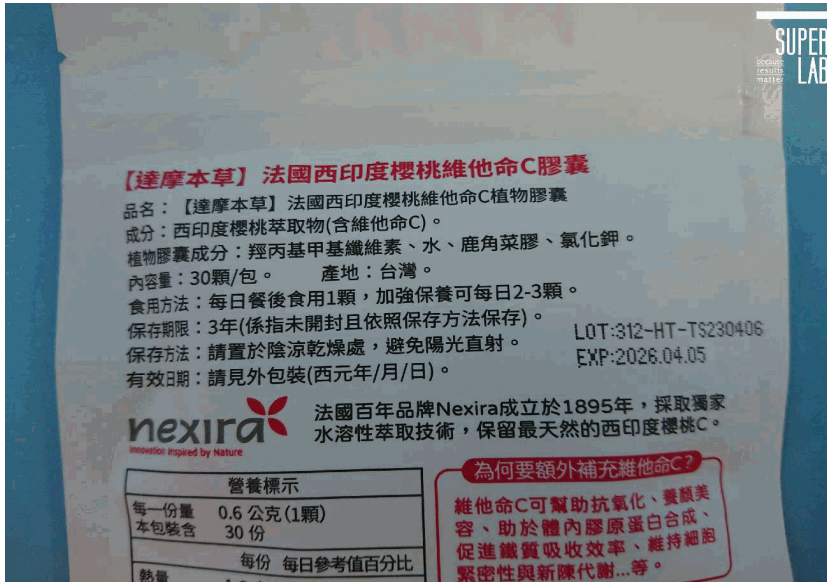 SUPER
LAB
because
results
matter
【達摩本草】法國西印度櫻桃維他命C膠囊
品名：【達摩本草】法國西印度櫻桃維他命C植物膠囊
成分：西印度櫻桃萃取物(含維他命C)。
植物膠囊成分：羥丙基甲基纖維素、水、鹿角菜膠、氯化鉀。
內容量：30顆/包。 產地：台灣。
食用方法：每日餐後食用1顆，加強保養可每日2-3顆。
保存期限：3年(係指未開封且依照保存方法保存)。
保存方法：請置於陰涼乾燥處，避免陽光直射。
有效日期：請見外包裝(西元年/月/日)。
LOT:312-HT-TS230406
EXP:2026.04.05
nexira
Innovation Inspired by Nature
法國百年品牌Nexira成立於1895年，採取獨家
水溶性萃取技術，保留最天然的西印度櫻桃C。
營養標示
每一份量 0.6 公克(1顆)
本包裝含 30 份
每份 每日參考值百分比
熱量
為何要額外補充維他命C？
維他命C可幫助抗氧化、養顏美
容、助於體內膠原蛋白合成、
促進鐵質吸收效率、維持細胞
緊密性與新陳代謝...等。